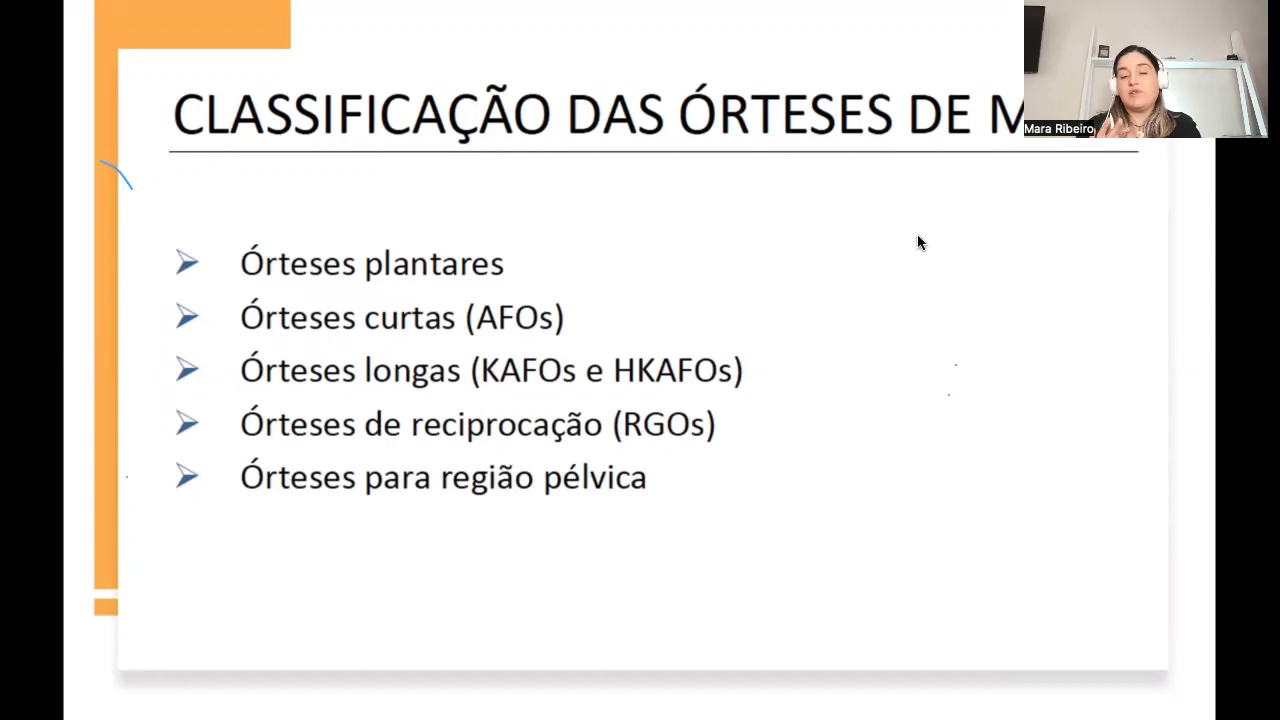 CLASSIFICAÇÃO DAS ÓRTESES DE
Mara Ribeiro
Órteses plantares
Órteses curtas (AFOs)
Órteses longas (KAFOs e HKAFOs)
Órteses de reciprocação (RGOs)
Órteses para região pélvica